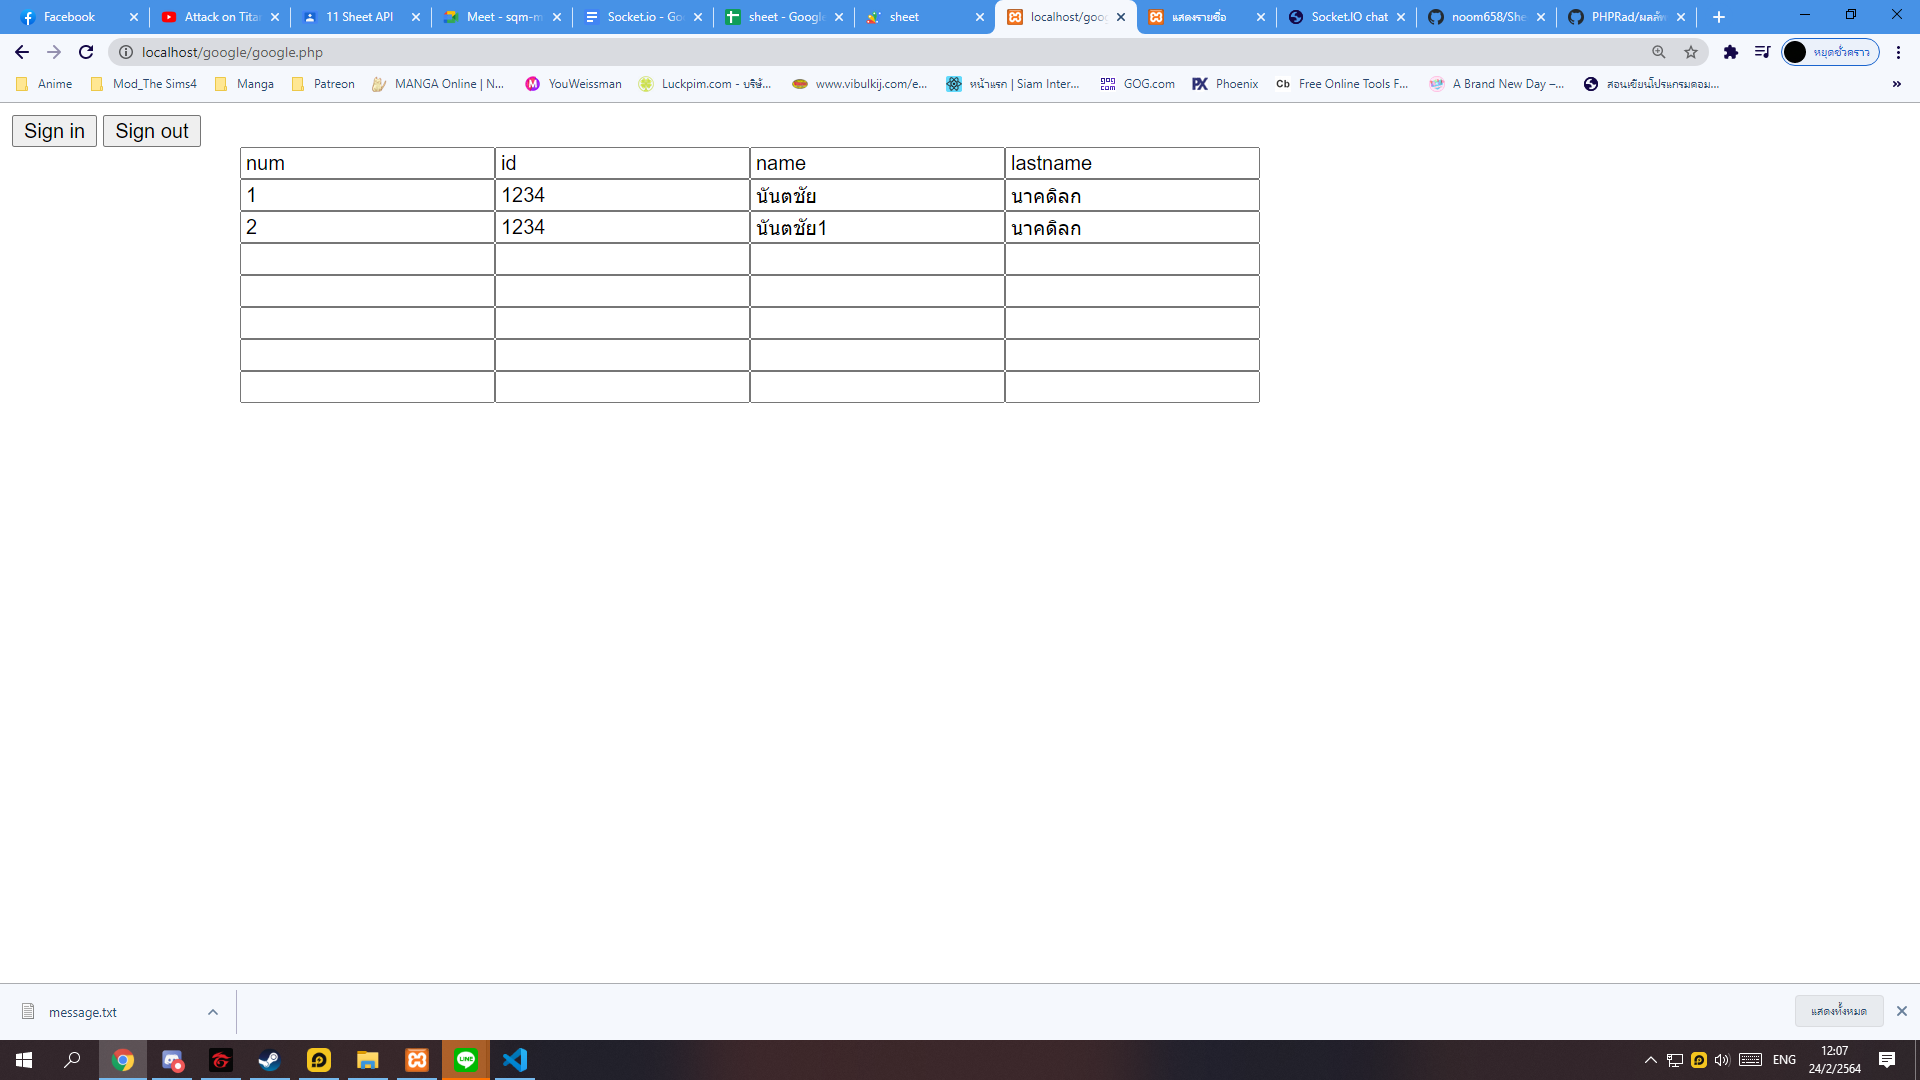 Facebook
Attack on Tita
11 Sheet API
Meet - sqm-m
Socket.io - Goo
sheet - Google
sheet
localhost/goog
แสดงรายชื่อ
Socket.IO chat
noom658/She
PHPRad/ผลลัพ
localhost/google/google.php
หยุดชั่วคราว
Anime
Mod_The Sims4
Manga
Patreon
MANGA Online | N...
YouWeissman
Luckpim.com - บริษั...
www.vibulkij.com/e...
หน้าแรก | Siam Inter...
GOG.com
Phoenix
Free Online Tools F...
A Brand New Day –...
สอนเขียนโปรแกรมคอม...
»
Sign in Sign out
num id name lastname
1 1234 นันตชัย นาคดิลก
2 1234 นันตชัย1 นาคดิลก
message.txt
แสดงทั้งหมด
ENG
12:07
24/2/2564